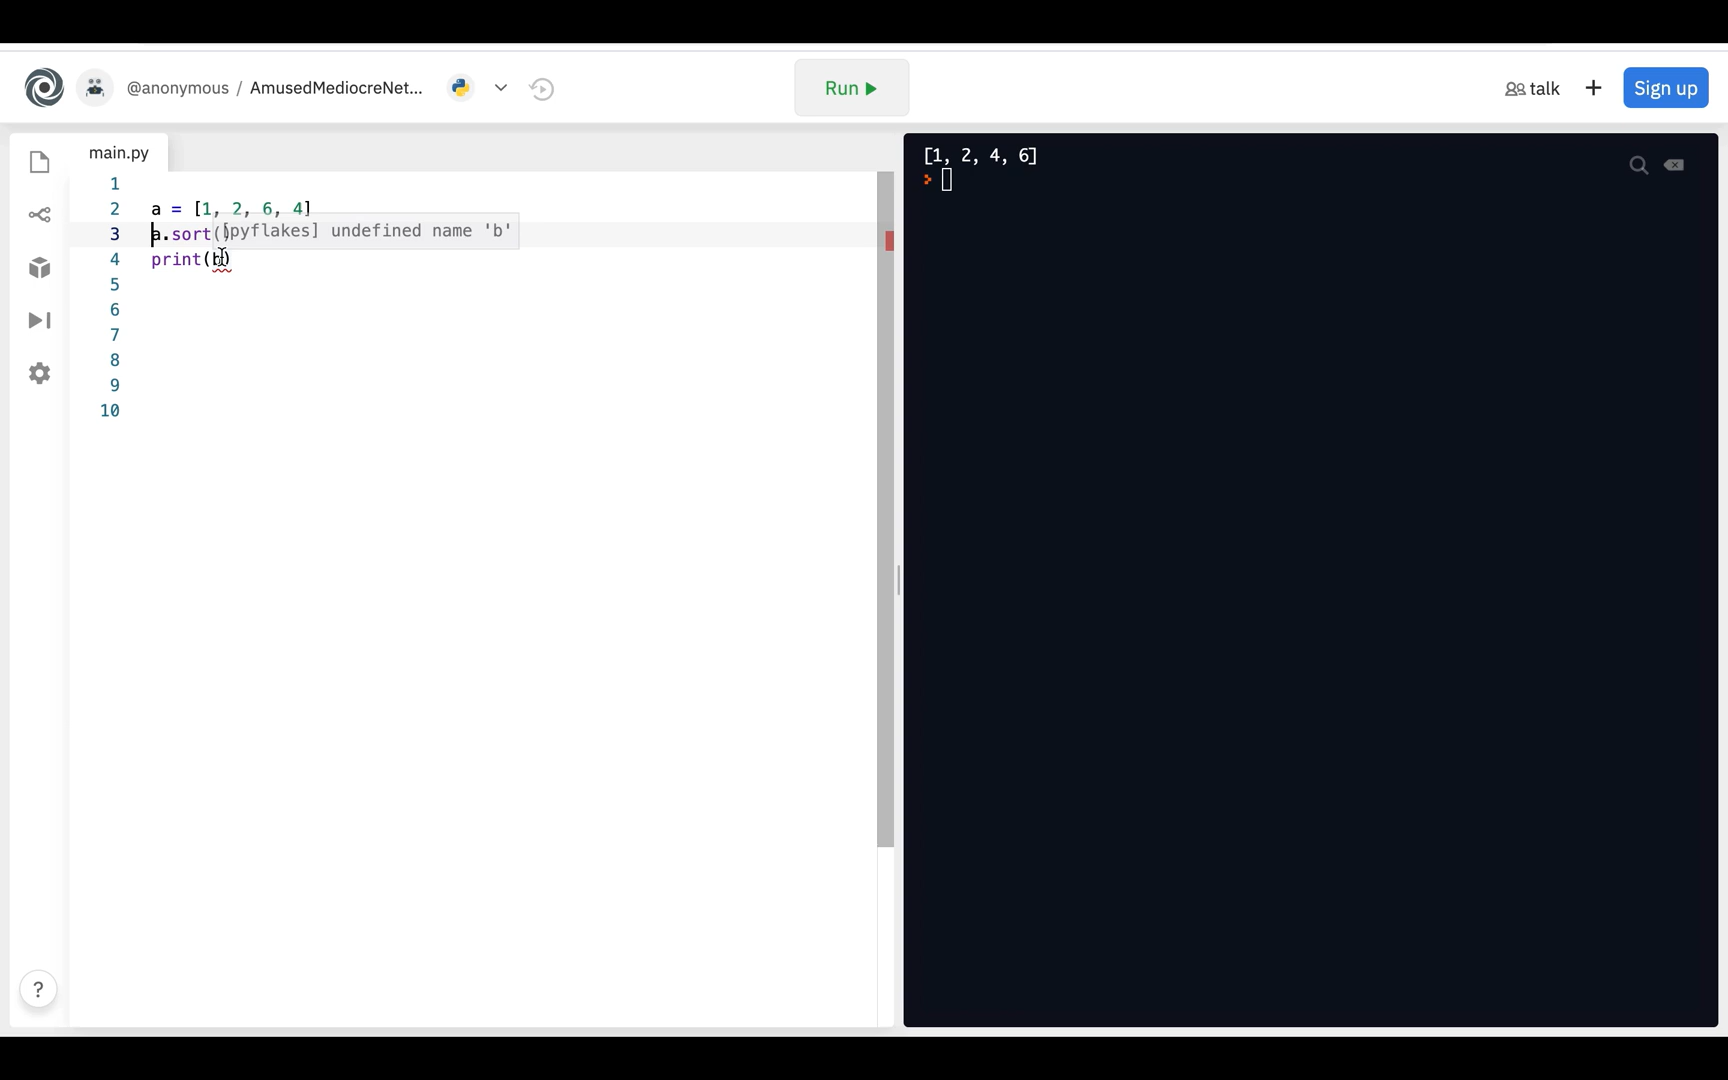 @anonymous / AmusedMediocreNet...
Run
talk
+
Sign up
main.py
1
2 a = [1, 2, 6, 4]
3 a.sort()
[pyflakes] undefined name 'b'
4 print(b)
5
6
7
8
9
10
?
[1, 2, 4, 6]